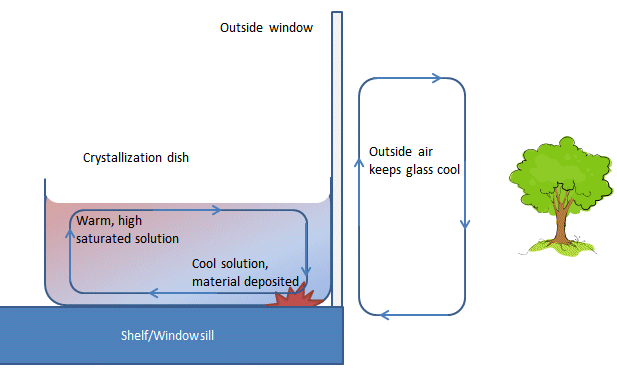 Outside window
Crystallization dish
Outside air
keeps glass cool
Warm, high
saturated solution
Cool solution,
material deposited
Shelf/Windowsill